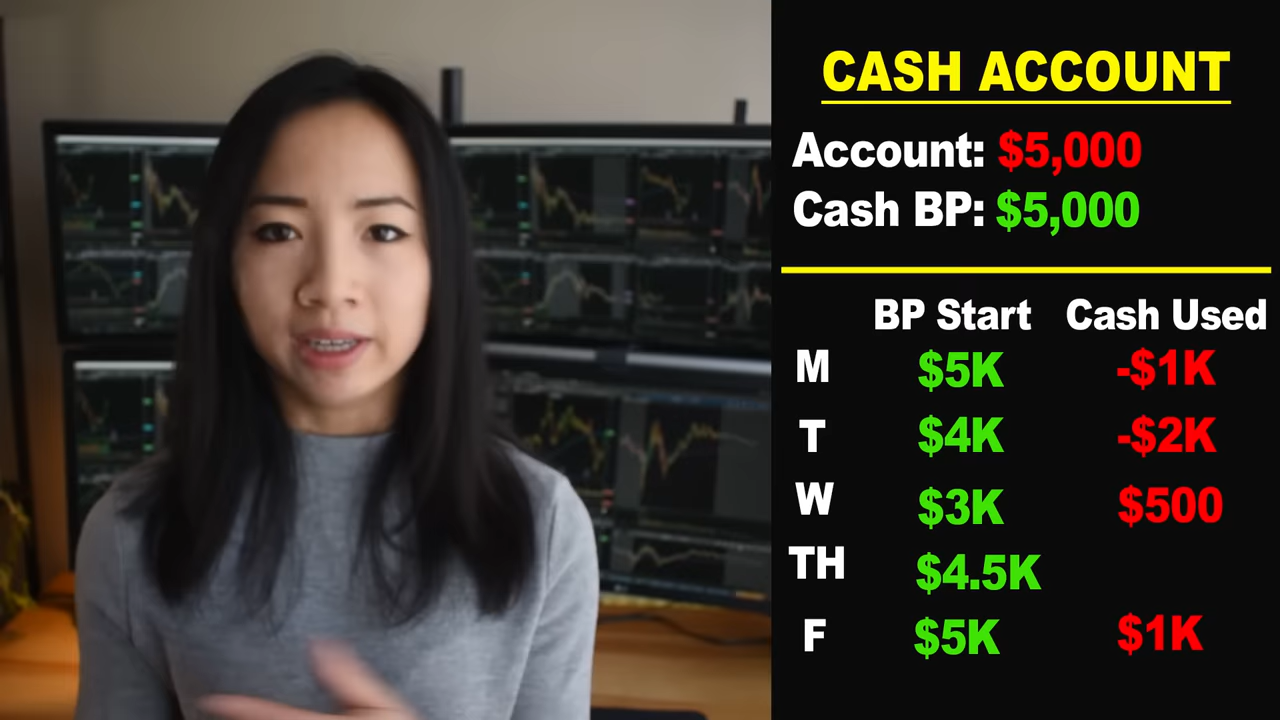 CASH ACCOUNT
Account: $5,000
Cash BP: $5,000
BP Start Cash Used
M $5K -$1K
T $4K -$2K
W $3K $500
TH $4.5K
F $5K $1K